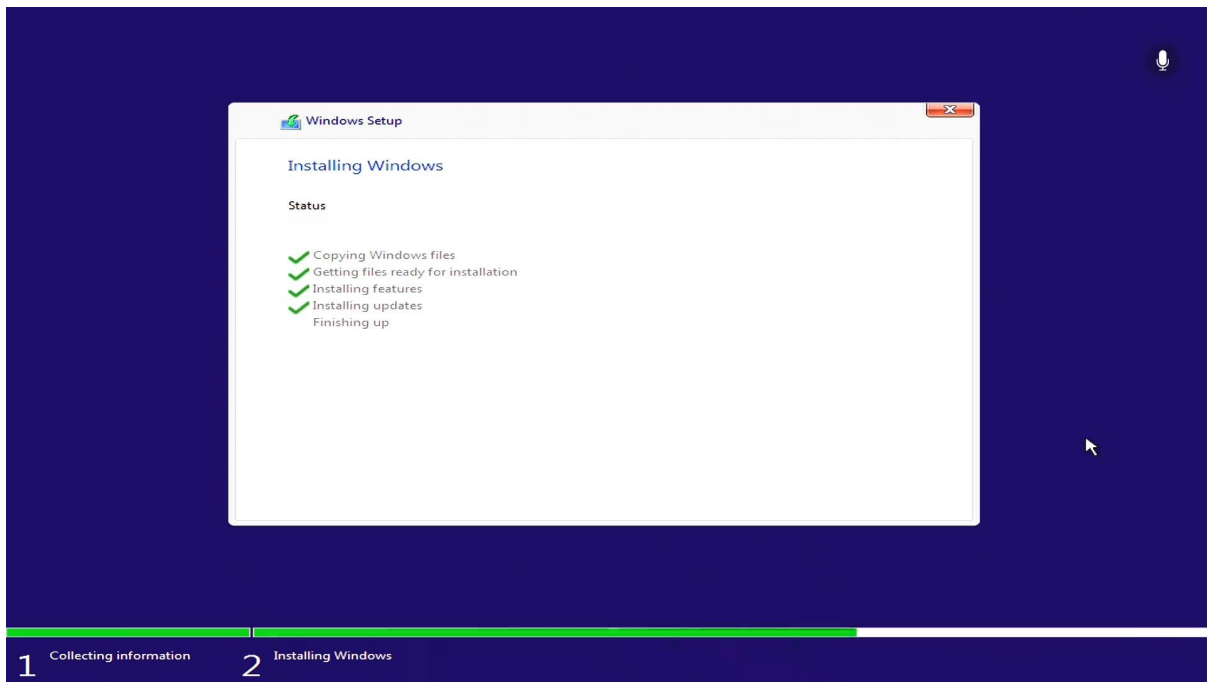 Windows Setup
Installing Windows
Status
Copying Windows files
Getting files ready for installation
Installing features
Installing updates
Finishing up
1 Collecting information
2 Installing Windows